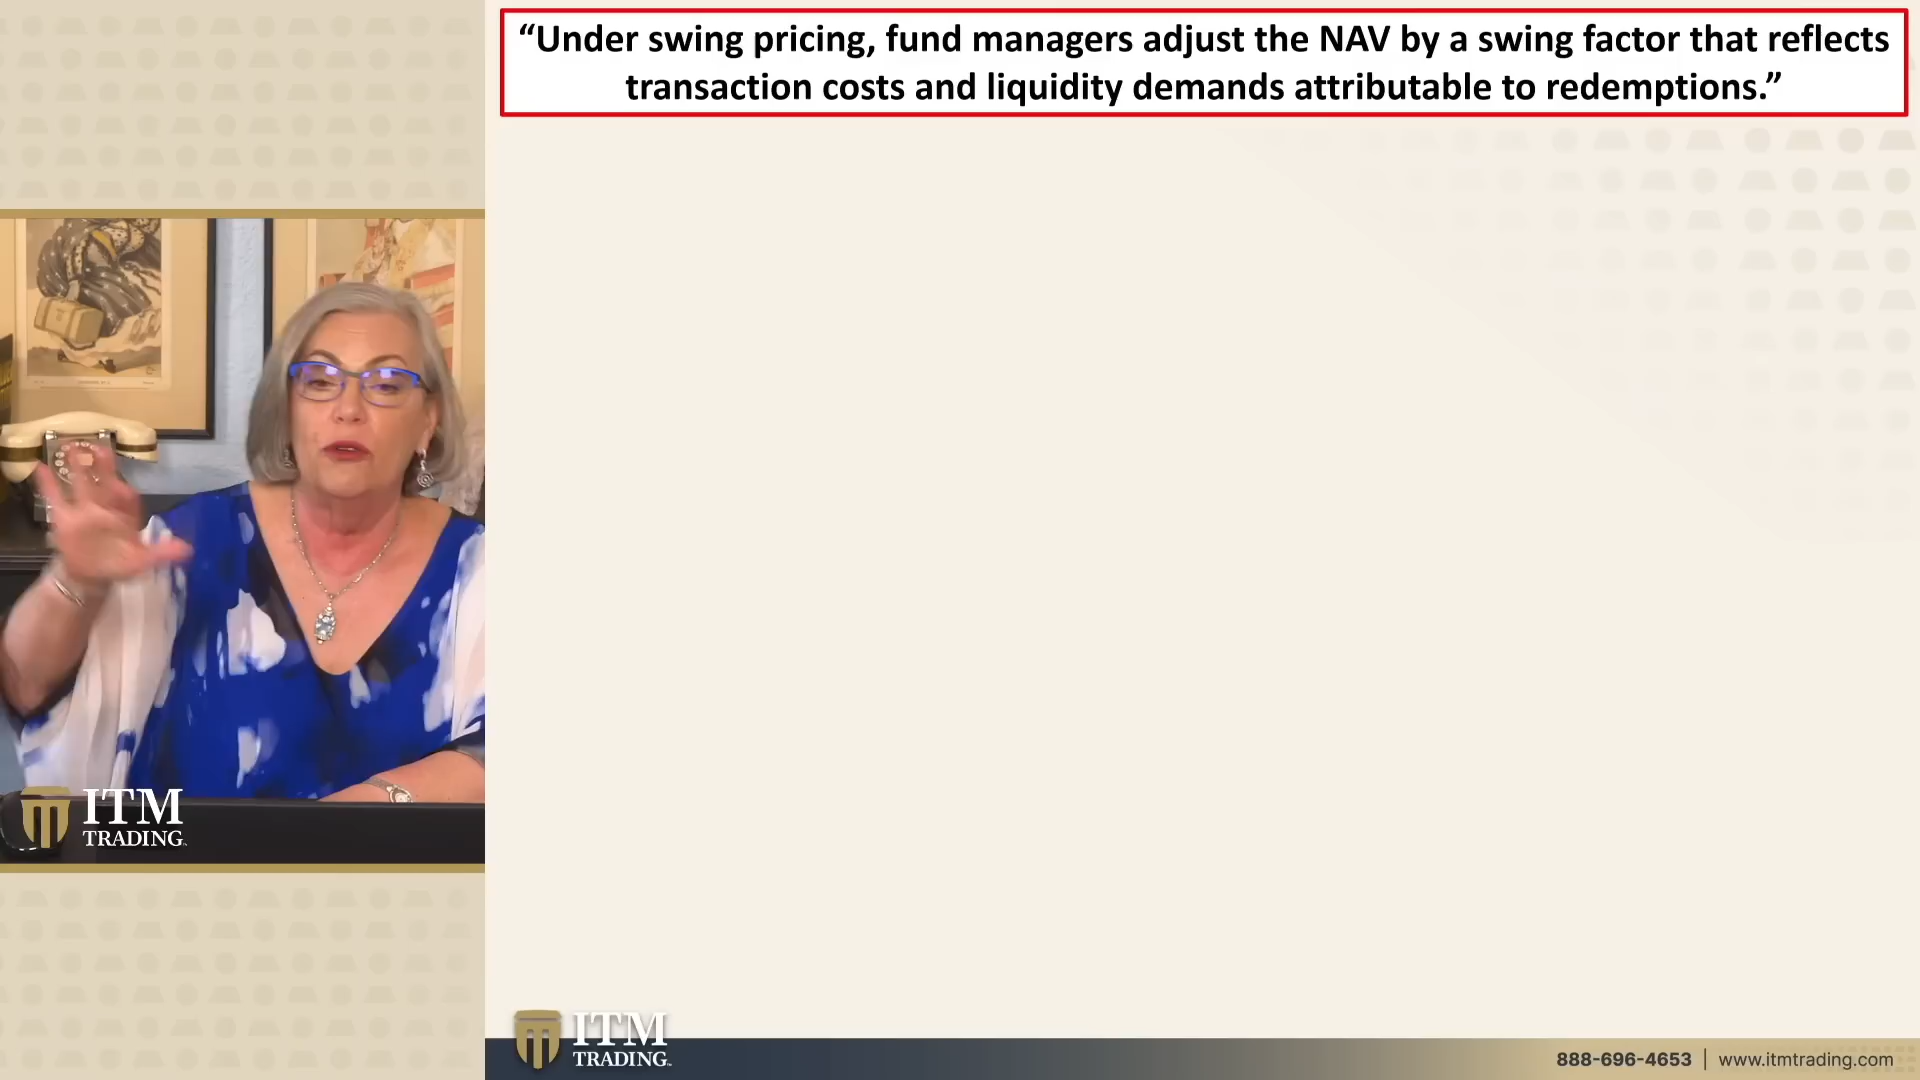 “Under swing pricing, fund managers adjust the NAV by a swing factor that reflects
transaction costs and liquidity demands attributable to redemptions.”
ITM
TRADING
ITM
TRADING
888-696-4653 | www.itmtrading.com